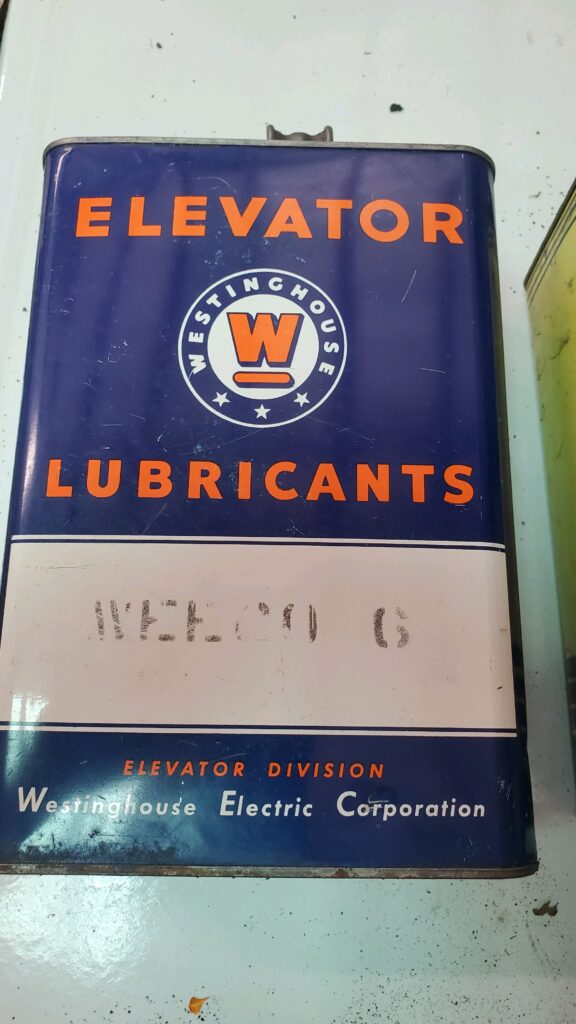 ELEVATOR
WESTINGHOUSE
W
LUBRICANTS
ELEVATOR DIVISION
Westinghouse Electric Corporation